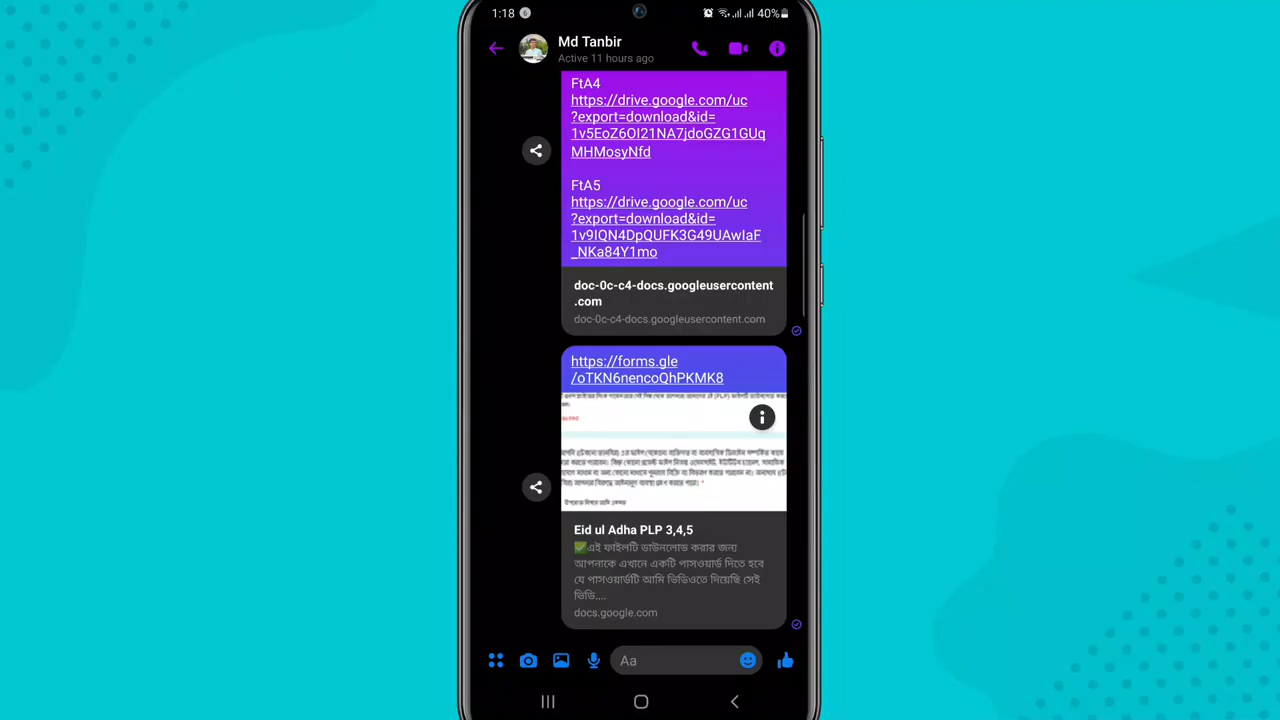 1:18
40%
Md Tanbir
Active 11 hours ago
FtA4
https://drive.google.com/uc
?export=download&id=
1v5EoZ6OI21NA7jdoGZG1GUq
MHMosyNfd
FtA5
https://drive.google.com/uc
?export=download&id=
1v9IQN4DpQUFK3G49UAwIaF
_NKa84Y1mo
doc-0c-c4-docs.googleusercontent
.com
doc-0c-c4-docs.googleusercontent.com
https://forms.gle
/oTKN6nencoQhPKMK8
Eid ul Adha PLP 3,4,5
✅এই ফাইলটি ডাউনলোড করার জন্য
আপনাকে এখানে একটি পাসওয়ার্ড দিতে হবে
যে পাসওয়ার্ডটি আমি ভিডিওতে দিয়েছি সেই
ভিডি....
docs.google.com
Aa